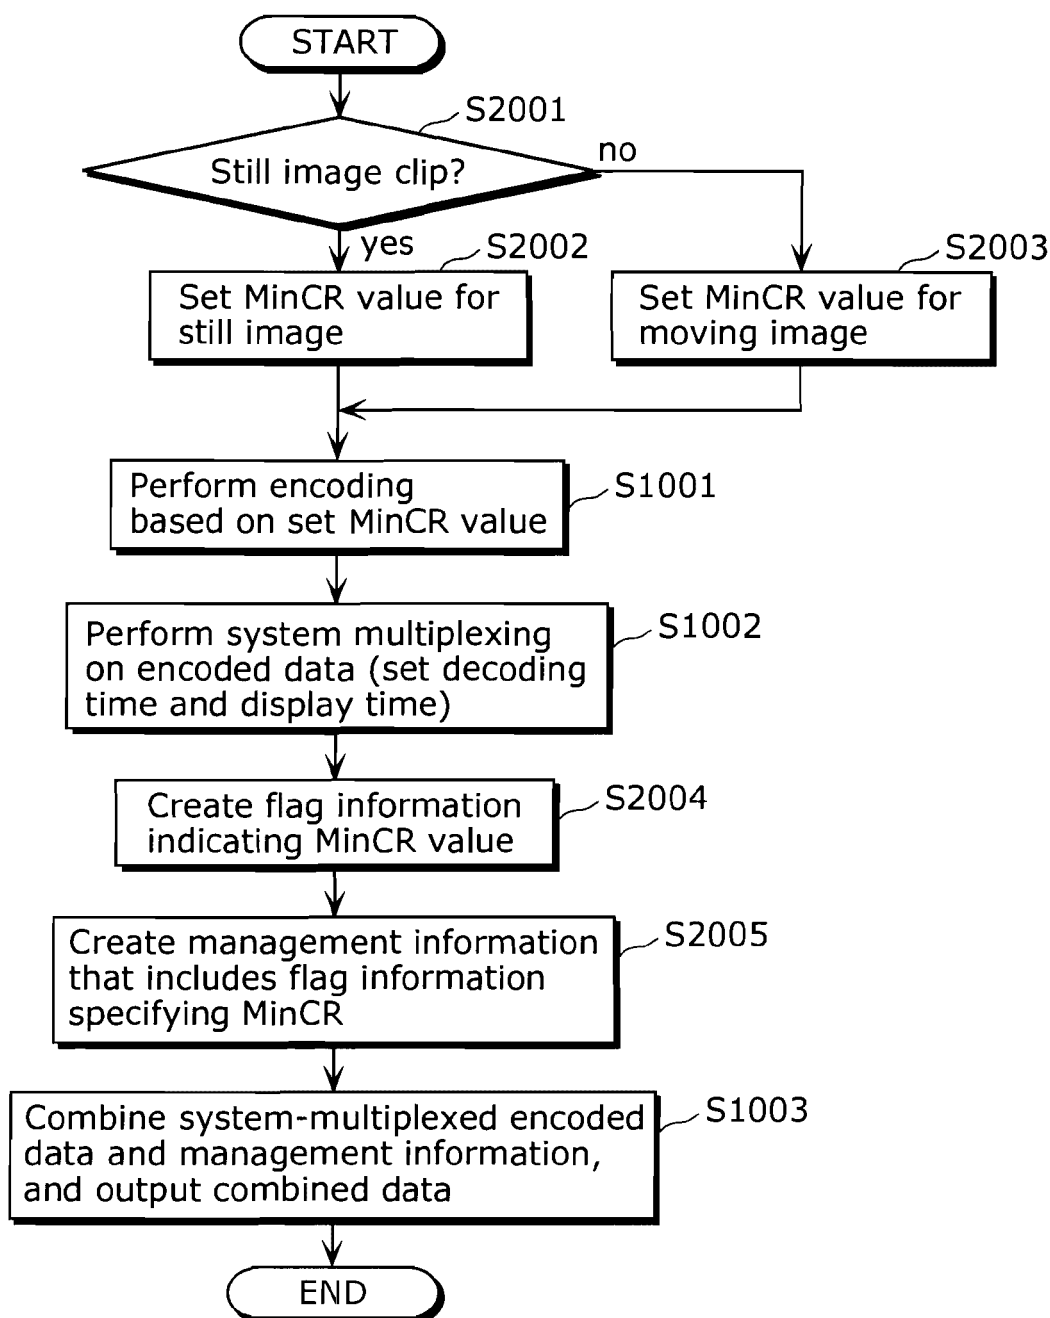 START
S2001
Still image clip?
no
yes
S2002
Set MinCR value for
still image
S2003
Set MinCR value for
moving image
S1001
Perform encoding
based on set MinCR value
S1002
Perform system multiplexing
on encoded data (set decoding
time and display time)
S2004
Create flag information
indicating MinCR value
S2005
Create management information
that includes flag information
specifying MinCR
S1003
Combine system-multiplexed encoded
data and management information,
and output combined data
END